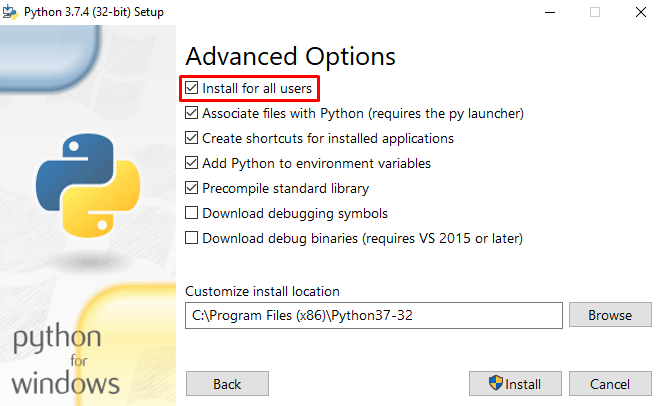 Python 3.7.4 (32-bit) Setup
Advanced Options
Install for all users
Associate files with Python (requires the py launcher)
Create shortcuts for installed applications
Add Python to environment variables
Precompile standard library
Download debugging symbols
Download debug binaries (requires VS 2015 or later)
Customize install location
C:\Program Files (x86)\Python37-32
Browse
python
for
windows
Back
Install
Cancel